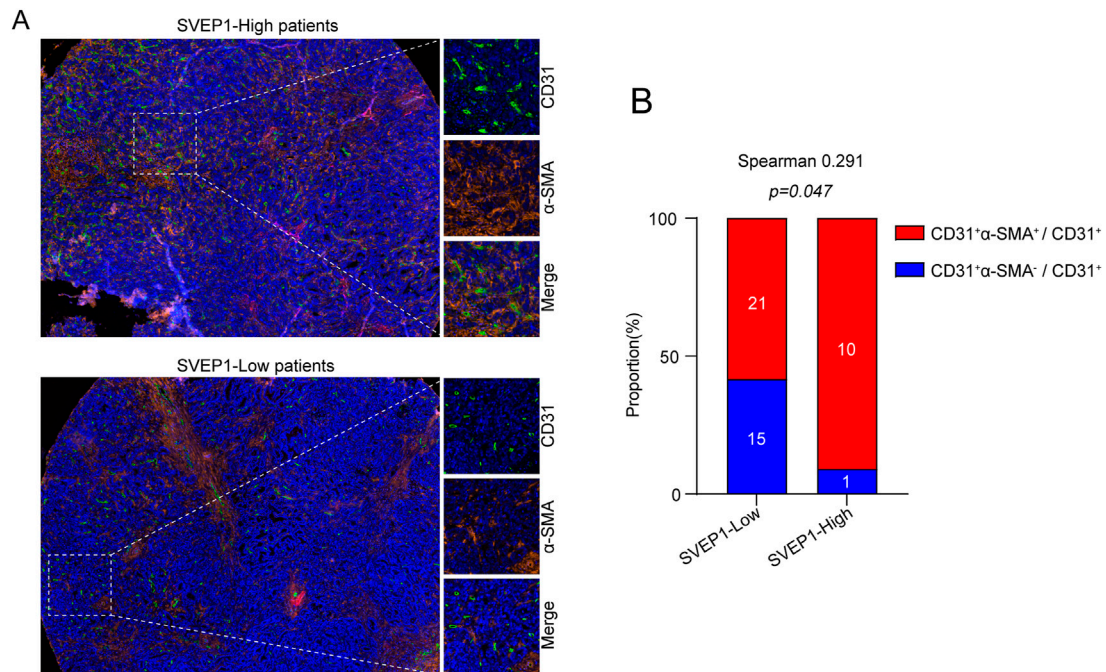 A
SVEP1-High patients
CD31
α-SMA
Merge
SVEP1-Low patients
CD31
α-SMA
Merge
B
Spearman 0.291
p=0.047
Proportion(%)
100
50
0
21
15
10
1
SVEP1-Low
SVEP1-High
CD31⁺α-SMA⁺ / CD31⁺
CD31⁺α-SMA⁻ / CD31⁺